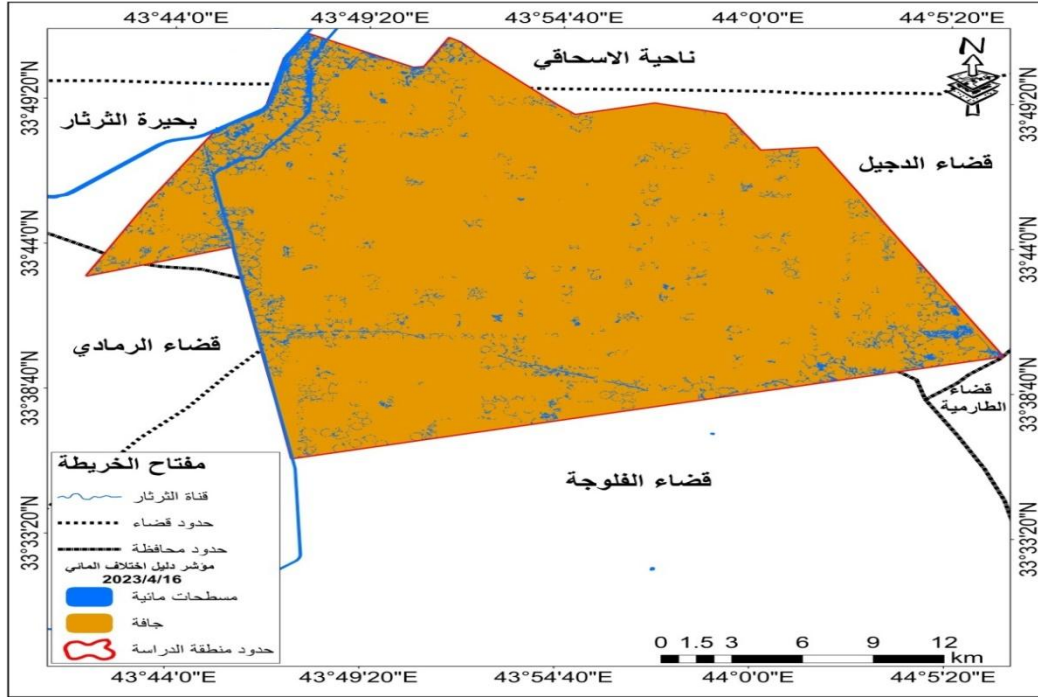 43°44'0"E 43°49'20"E 43°54'40"E 44°0'0"E 44°5'20"E
N
ناحية الاسحاقي
33°49'20"N
33°49'20"N
بحيرة الثرثار
قضاء الدجيل
33°44'0"N
33°44'0"N
قضاء الرمادي
33°38'40"N
33°38'40"N
قضاء
الطارمية
قضاء الفلوجة
33°33'20"N
33°33'20"N
مفتاح الخريطة
قناة الثرثار
حدود قضاء
حدود محافظة
مؤشر دليل اختلاف المائي
2023/4/16
مسطحات مائية
جافة
حدود منطقة الدراسة
0 1.5 3 6 9 12
km
43°44'0"E 43°49'20"E 43°54'40"E 44°0'0"E 44°5'20"E